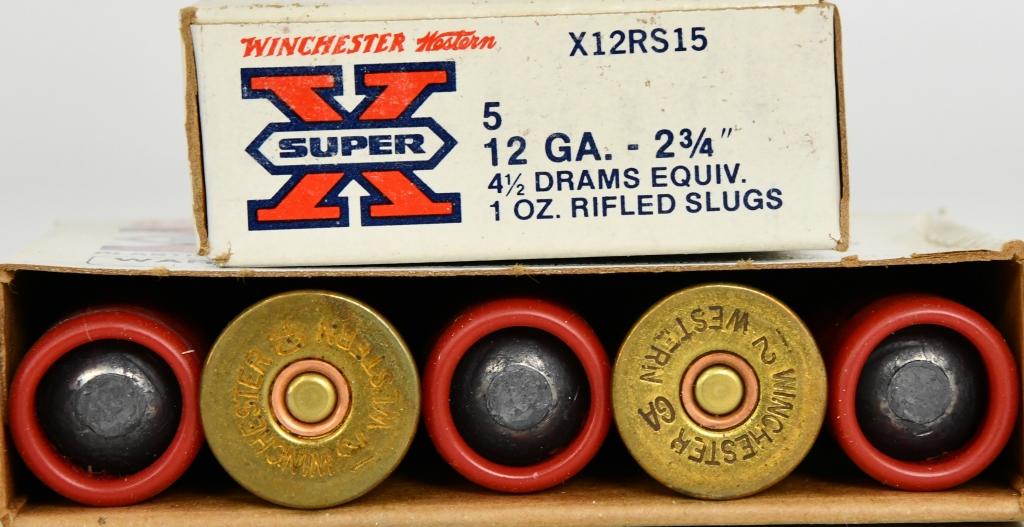 WINCHESTER Western X12RS15
SUPER X
5
12 GA. - 2¾"
4½ DRAMS EQUIV.
1 OZ. RIFLED SLUGS
WINCHESTER 12 GA WESTERN
WINCHESTER 12 GA WESTERN